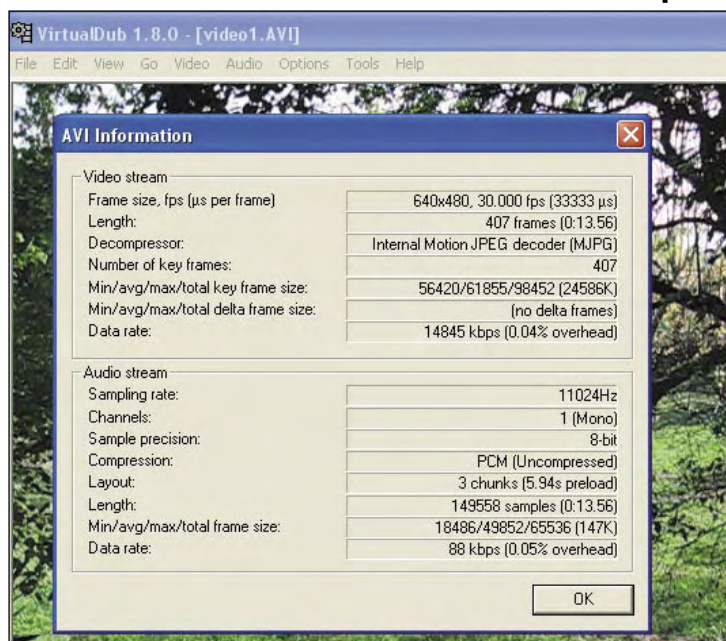 VirtualDub 1.8.0 - [video1.AVI]
File Edit View Go Video Audio Options Tools Help
AVI Information
Video stream
Frame size, fps (µs per frame) 640x480, 30.000 fps (33333 µs)
Length: 407 frames (0:13.56)
Decompressor: Internal Motion JPEG decoder (MJPG)
Number of key frames: 407
Min/avg/max/total key frame size: 56420/61855/98452 (24586K)
Min/avg/max/total delta frame size: (no delta frames)
Data rate: 14845 kbps (0.04% overhead)
Audio stream
Sampling rate: 11024Hz
Channels: 1 (Mono)
Sample precision: 8-bit
Compression: PCM (Uncompressed)
Layout: 3 chunks (5.94s preload)
Length: 149558 samples (0:13.56)
Min/avg/max/total frame size: 18486/49852/65536 (147K)
Data rate: 88 kbps (0.05% overhead)
OK